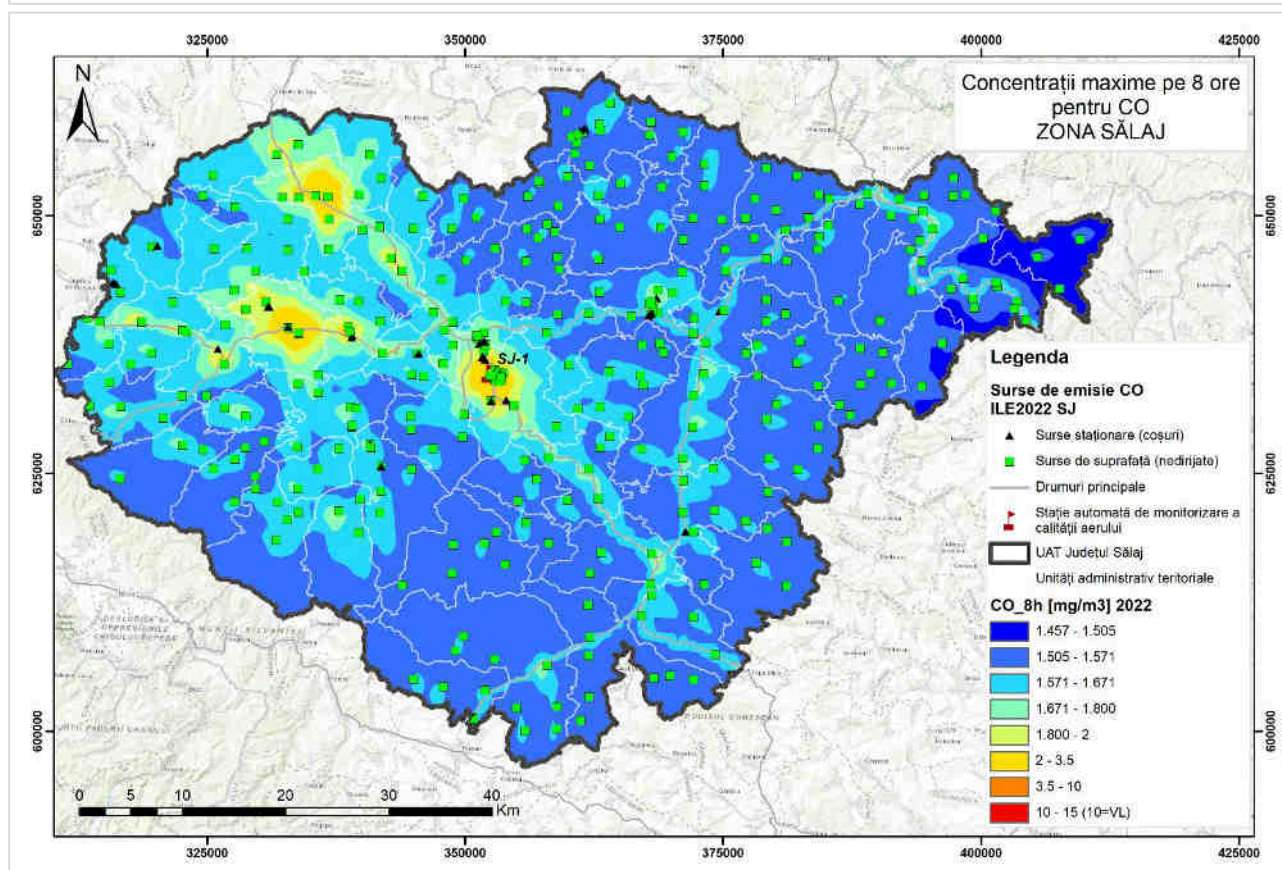 325000 350000 375000 400000 425000
N
Concentrații maxime pe 8 ore
pentru CO
ZONA SĂLAJ
650000 650000
SJ-1
625000
600000 600000
Legenda
Surse de emisie CO
ILE2022 SJ
Surse staționare (coșuri)
Surse de suprafață (nedirijate)
Drumuri principale
Stație automată de monitorizare a
calității aerului
UAT Județul Sălaj
Unități administrativ teritoriale
CO_8h [mg/m3] 2022
1.457 - 1.505
1.505 - 1.571
1.571 - 1.671
1.671 - 1.800
1.800 - 2
2 - 3.5
3.5 - 10
10 - 15 (10=VL)
0 10 20 30 40
Km
325000 350000 375000 400000 425000